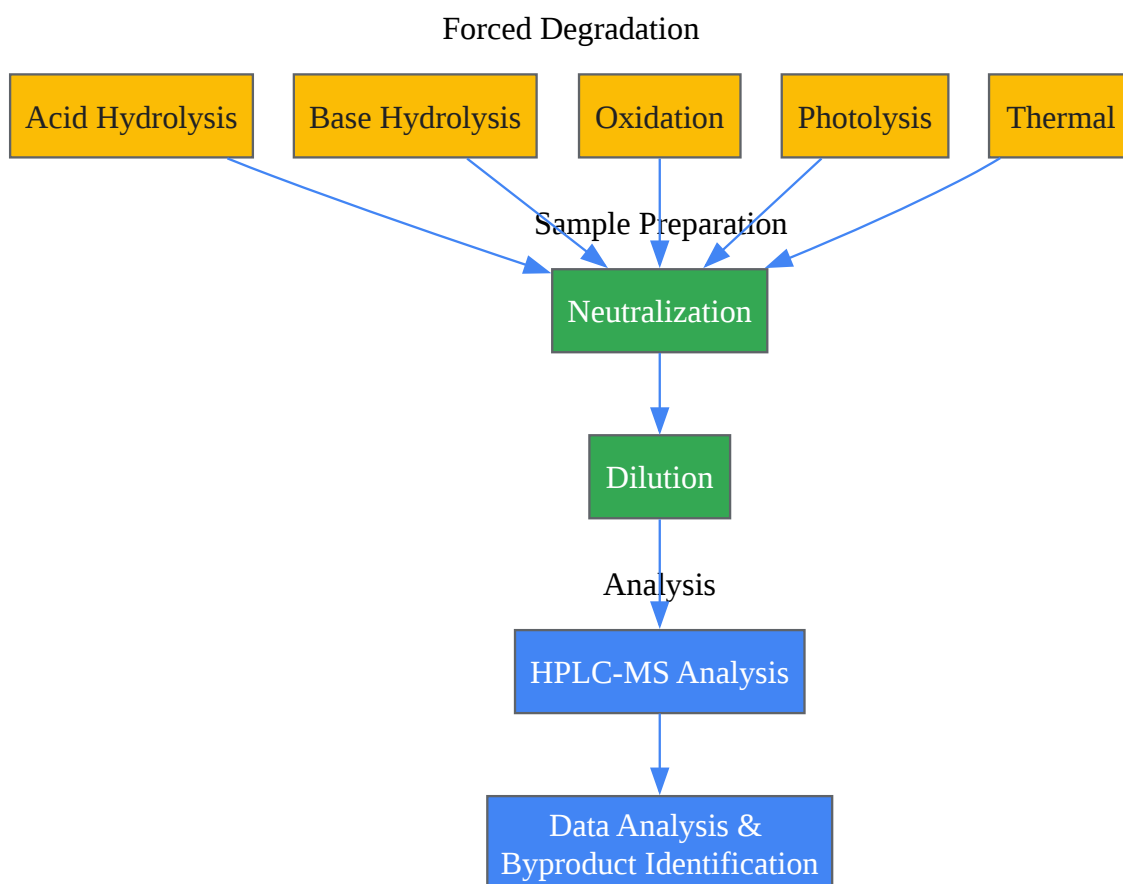 Forced Degradation
Acid Hydrolysis
Base Hydrolysis
Oxidation
Photolysis
Thermal
Sample Preparation
Neutralization
Dilution
Analysis
HPLC-MS Analysis
Data Analysis &
Byproduct Identification